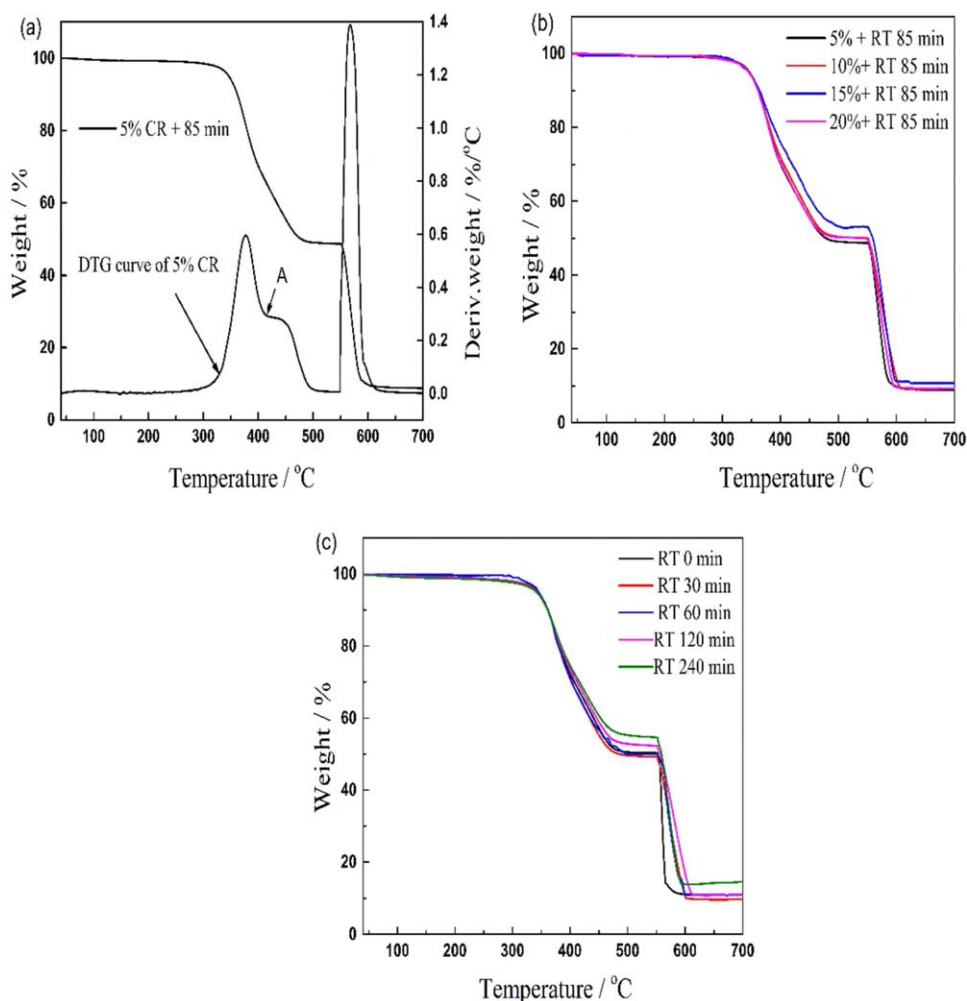 (a)
5% CR + 85 min
DTG curve of 5% CR
A
Weight / %
100
80
60
40
20
0
Deriv.weight / %/°C
1.4
1.2
1.0
0.8
0.6
0.4
0.2
0.0
100 200 300 400 500 600 700
Temperature / °C
(b)
5% + RT 85 min
10%+ RT 85 min
15%+ RT 85 min
20%+ RT 85 min
Weight / %
100
80
60
40
20
0
100 200 300 400 500 600 700
Temperature / °C
(c)
RT 0 min
RT 30 min
RT 60 min
RT 120 min
RT 240 min
Weight / %
100
80
60
40
20
0
100 200 300 400 500 600 700
Temperature / °C